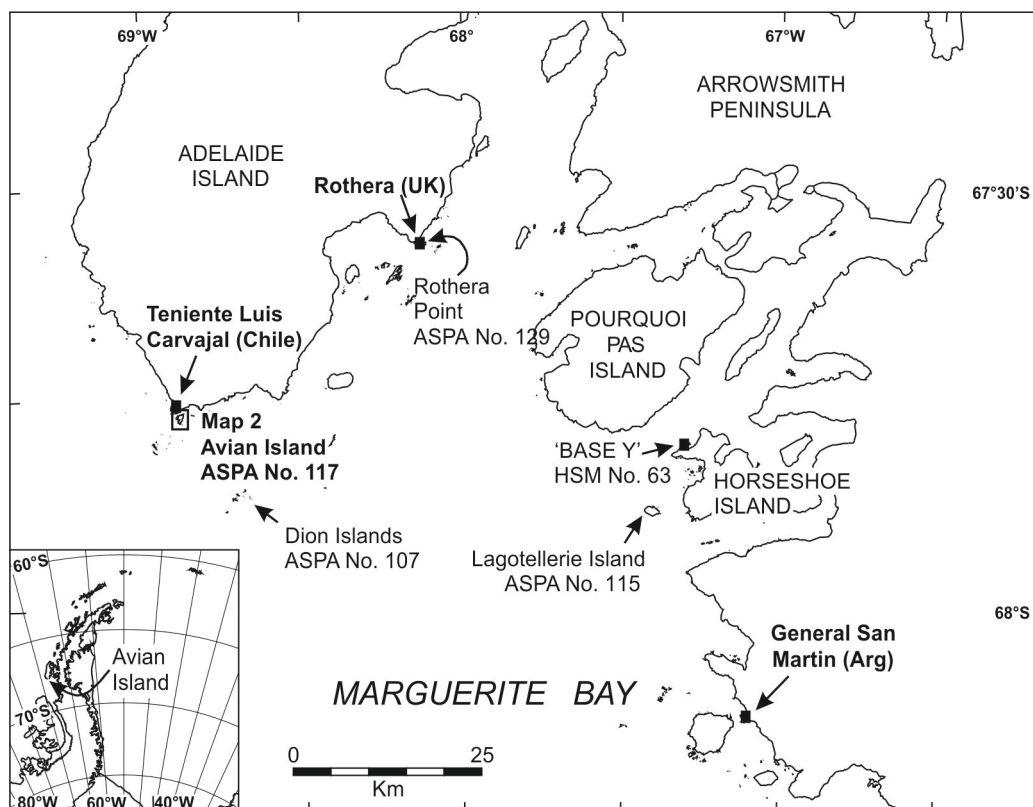 69°W
68°
67°W
ARROWSMITH
PENINSULA
ADELAIDE
ISLAND
Rothera (UK)
67°30'S
Rothera
Point
ASPA No. 129
Teniente Luis
Carvajal (Chile)
POURQUOI
PAS
ISLAND
Map 2
Avian Island
ASPA No. 117
'BASE Y'
HSM No. 63
HORSESHOE
ISLAND
Dion Islands
ASPA No. 107
Lagotellerie Island
ASPA No. 115
68°S
General San
Martin (Arg)
MARGUERITE BAY
0
25
Km
60°S
Avian
Island
70°S
80°W
60°W
40°W